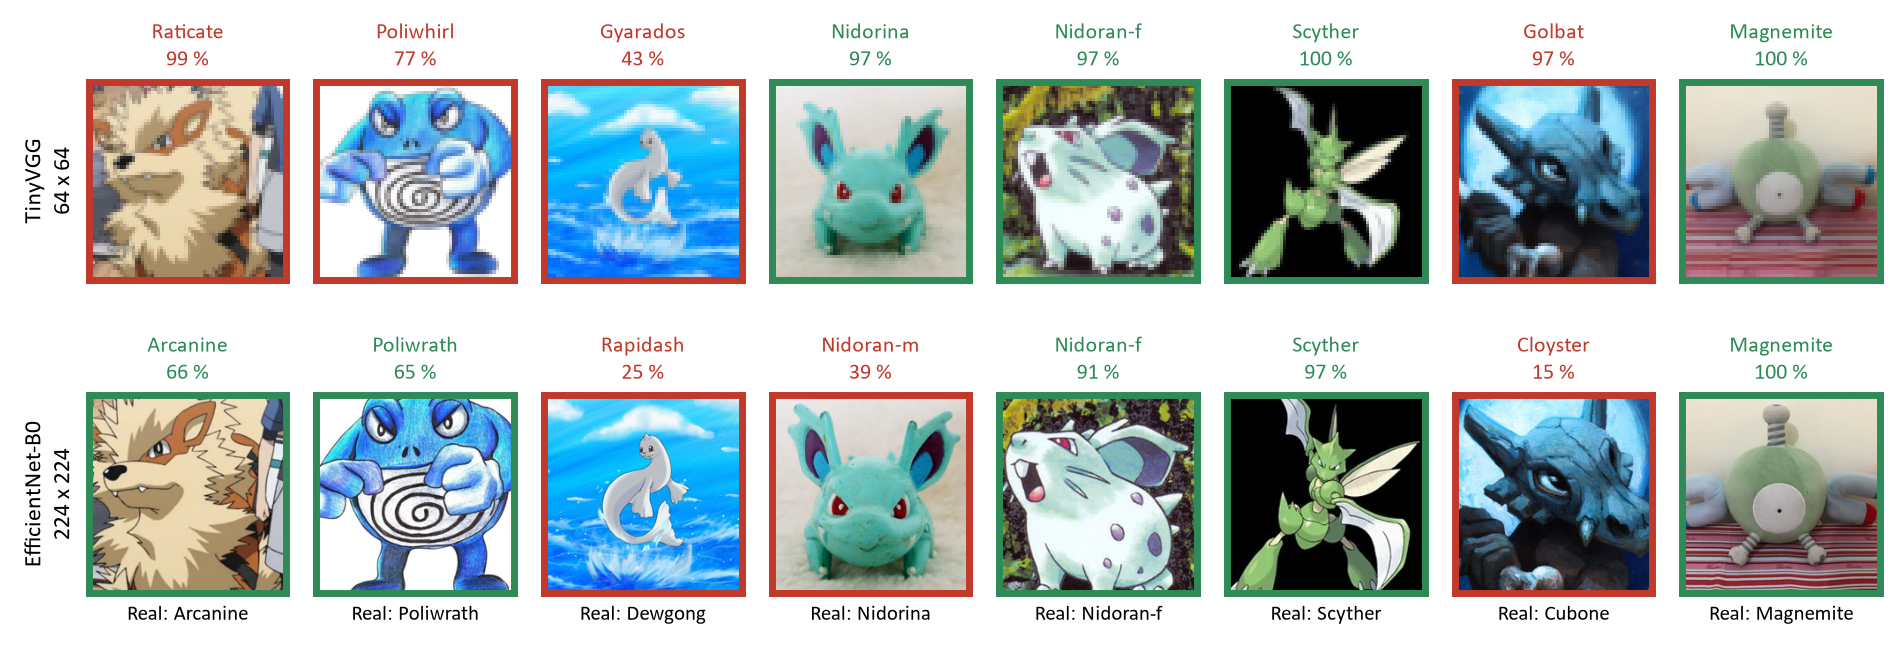 Raticate
99 %
Poliwhirl
77 %
Gyarados
43 %
Nidorina
97 %
Nidoran-f
97 %
Scyther
100 %
Golbat
97 %
Magnemite
100 %
TinyVGG
64 x 64
Arcanine
66 %
Poliwrath
65 %
Rapidash
25 %
Nidoran-m
39 %
Nidoran-f
91 %
Scyther
97 %
Cloyster
15 %
Magnemite
100 %
EfficientNet-B0
224 x 224
Real: Arcanine
Real: Poliwrath
Real: Dewgong
Real: Nidorina
Real: Nidoran-f
Real: Scyther
Real: Cubone
Real: Magnemite